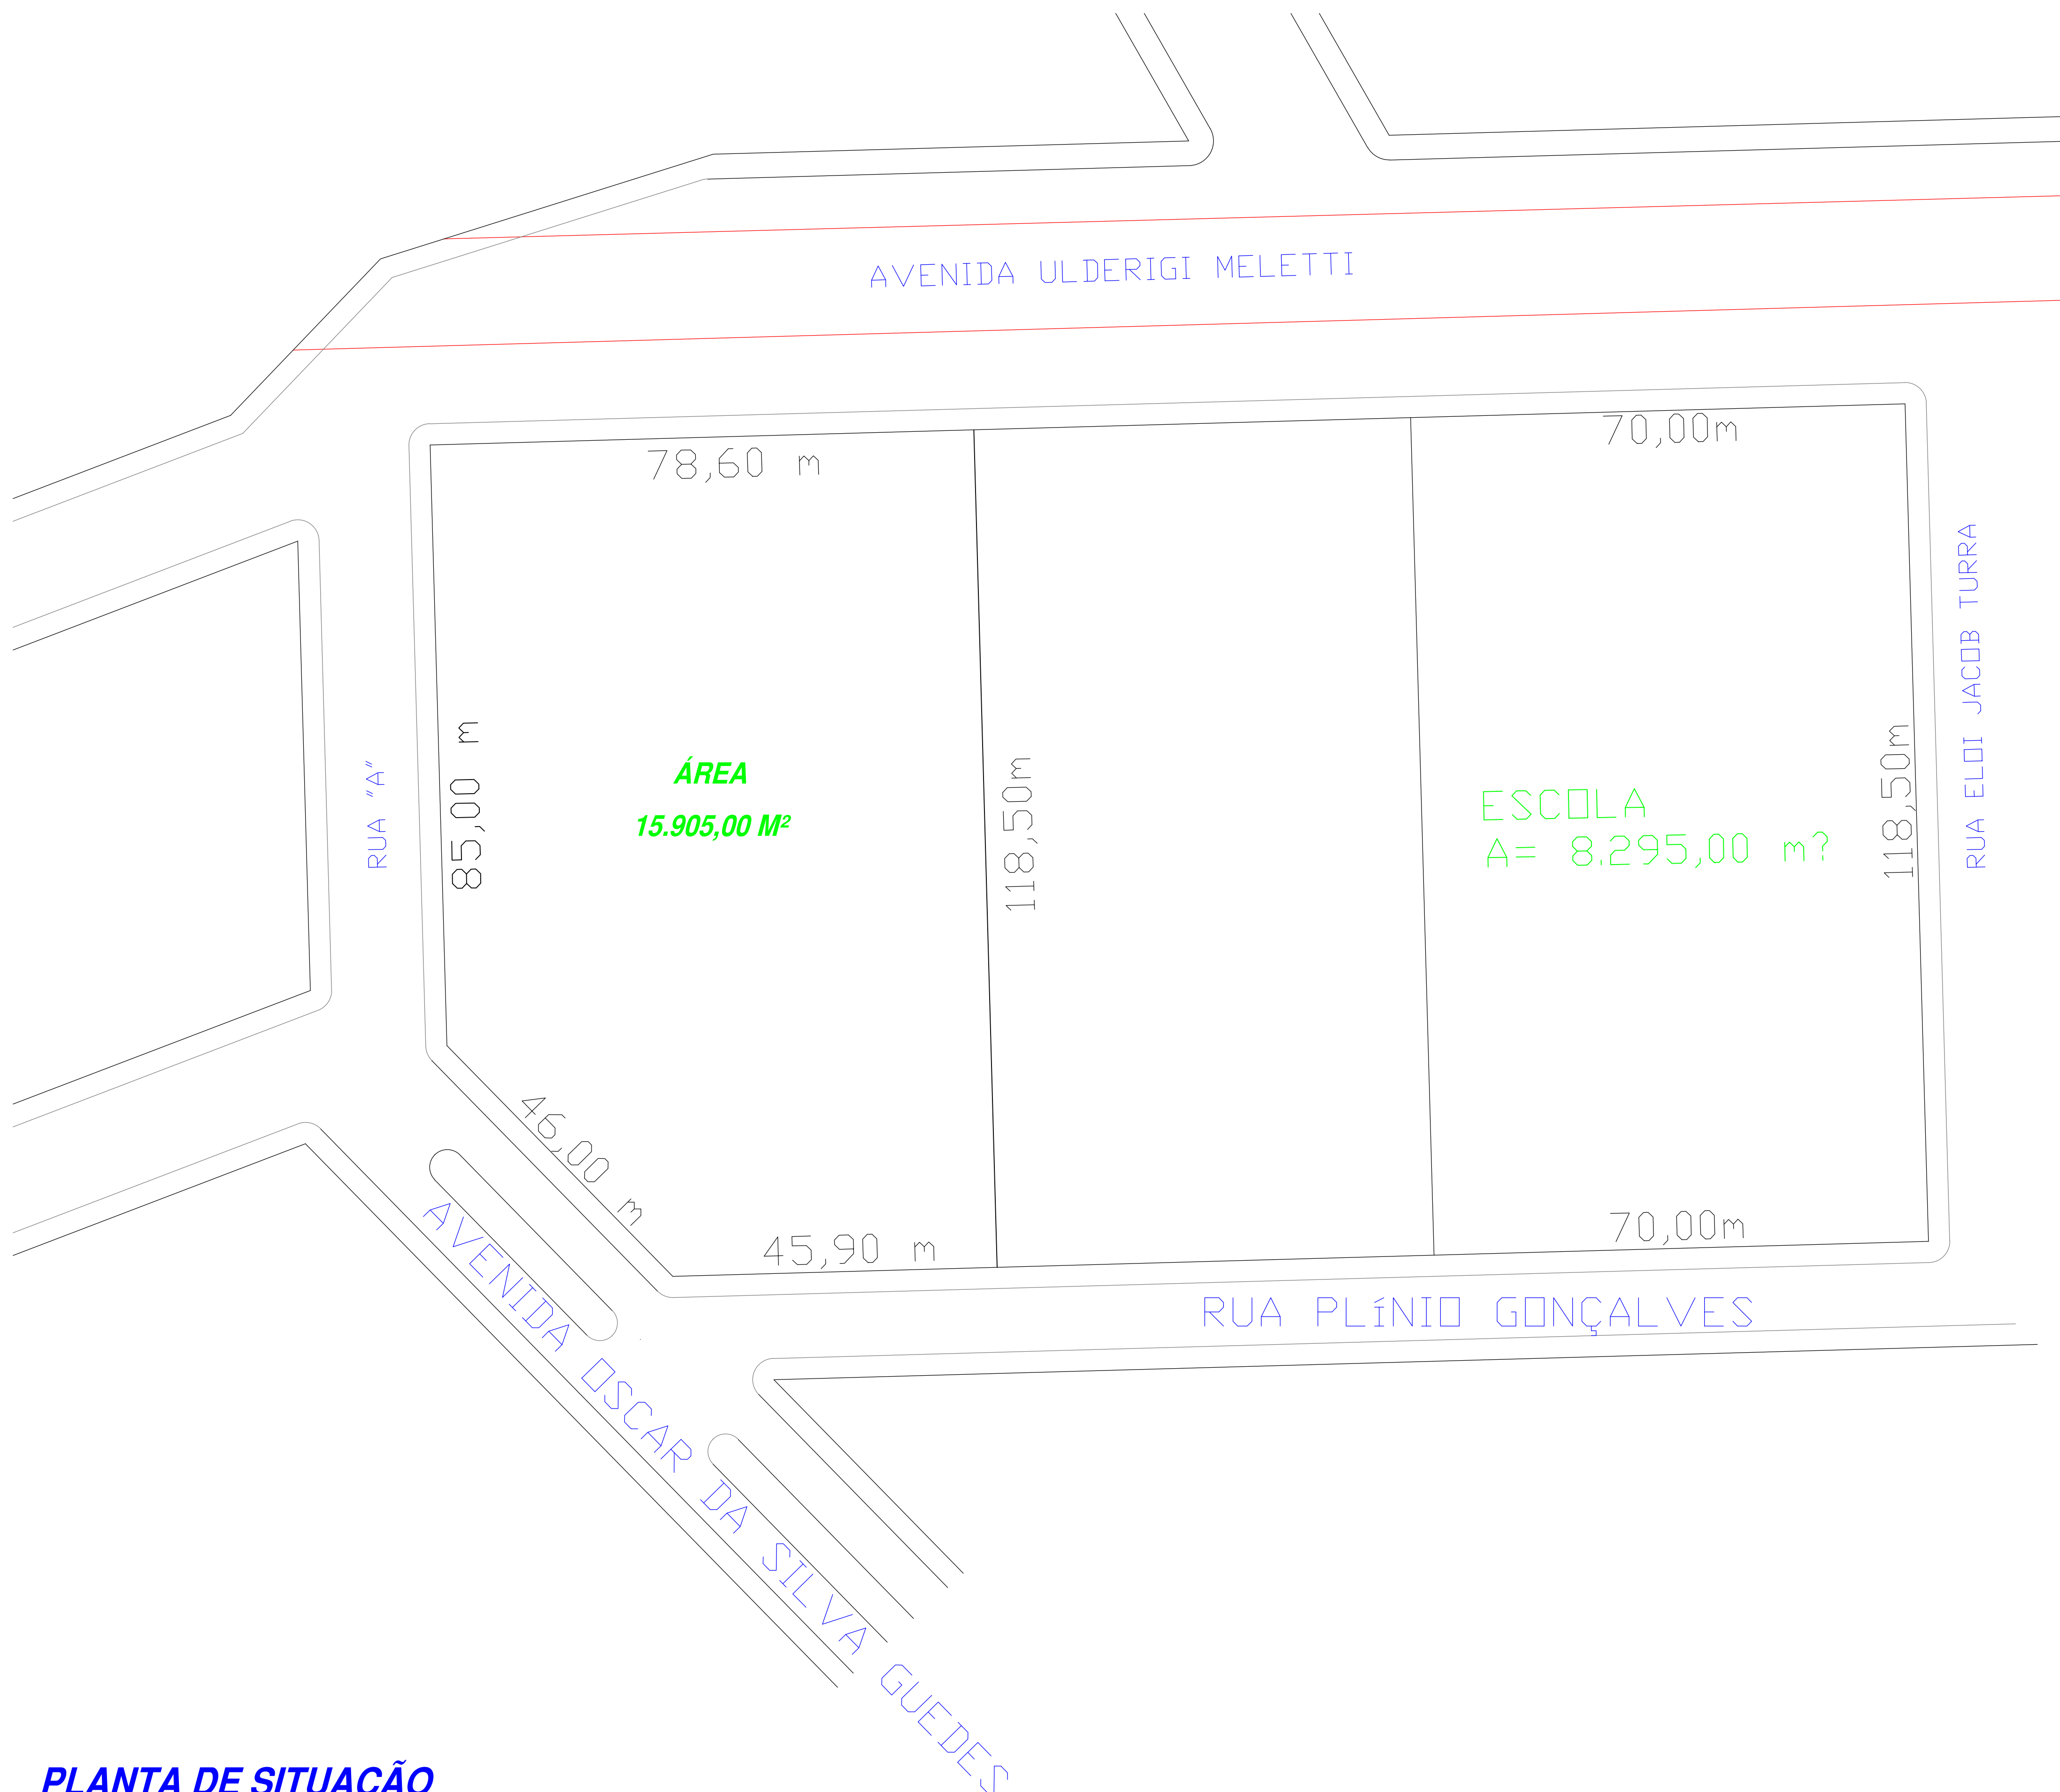 AVENIDA ULDERIGI MELETTI
78,60 m
70,00m
RUA "A"
85,00 m
ÁREA
15.905,00 M²
118,50m
ESCOLA
A= 8.295,00 m?
118,50m
RUA ELOI JACOB TURRA
46,00 m
45,90 m
70,00m
RUA PLÍNIO GONÇALVES
AVENIDA OSCAR DA SILVA GUEDES
PLANTA DE SITUAÇÃO